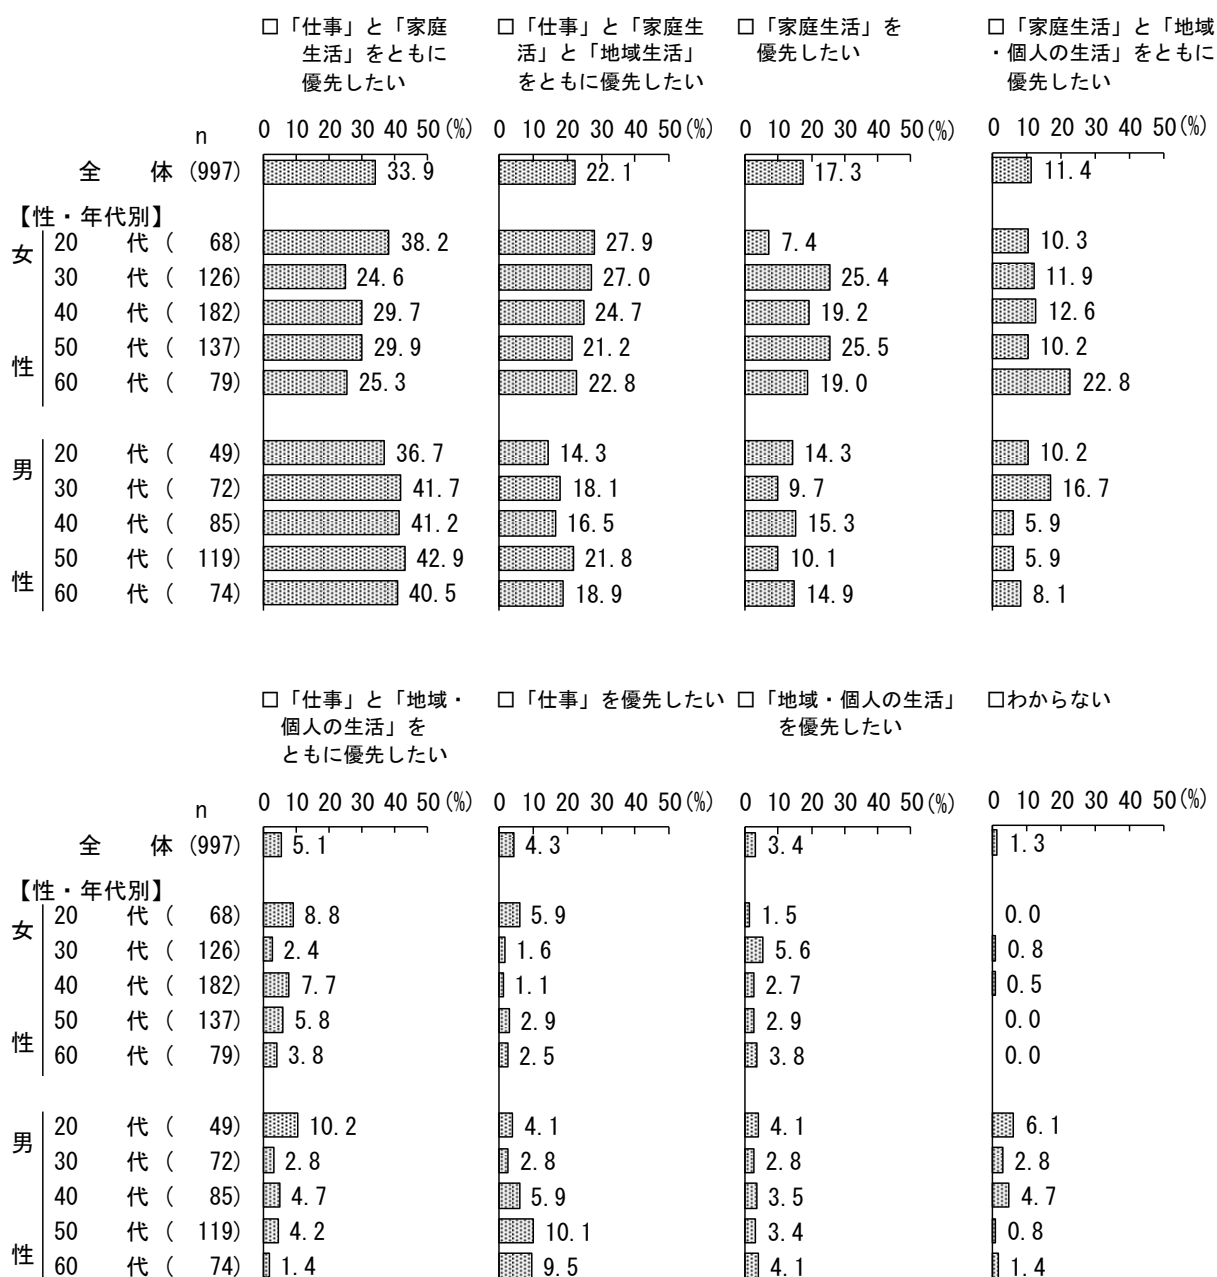 □「仕事」と「家庭
生活」をともに
優先したい
□「仕事」と「家庭生
活」と「地域生活」
をともに優先したい
□「家庭生活」を
優先したい
□「家庭生活」と「地域
・個人の生活」をともに
優先したい
n 0 10 20 30 40 50(%) 0 10 20 30 40 50(%) 0 10 20 30 40 50(%) 0 10 20 30 40 50(%)
全 体 (997) 33.9 22.1 17.3 11.4
【性・年代別】
女性
20 代 ( 68) 38.2 27.9 7.4 10.3
30 代 ( 126) 24.6 27.0 25.4 11.9
40 代 ( 182) 29.7 24.7 19.2 12.6
50 代 ( 137) 29.9 21.2 25.5 10.2
60 代 ( 79) 25.3 22.8 19.0 22.8
男性
20 代 ( 49) 36.7 14.3 14.3 10.2
30 代 ( 72) 41.7 18.1 9.7 16.7
40 代 ( 85) 41.2 16.5 15.3 5.9
50 代 ( 119) 42.9 21.8 10.1 5.9
60 代 ( 74) 40.5 18.9 14.9 8.1
□「仕事」と「地域・
個人の生活」を
ともに優先したい
□「仕事」を優先したい
□「地域・個人の生活」
を優先したい
□わからない
n 0 10 20 30 40 50(%) 0 10 20 30 40 50(%) 0 10 20 30 40 50(%) 0 10 20 30 40 50(%)
全 体 (997) 5.1 4.3 3.4 1.3
【性・年代別】
女性
20 代 ( 68) 8.8 5.9 1.5 0.0
30 代 ( 126) 2.4 1.6 5.6 0.8
40 代 ( 182) 7.7 1.1 2.7 0.5
50 代 ( 137) 5.8 2.9 2.9 0.0
60 代 ( 79) 3.8 2.5 3.8 0.0
男性
20 代 ( 49) 10.2 4.1 4.1 6.1
30 代 ( 72) 2.8 2.8 2.8 2.8
40 代 ( 85) 4.7 5.9 3.5 4.7
50 代 ( 119) 4.2 10.1 3.4 0.8
60 代 ( 74) 1.4 9.5 4.1 1.4